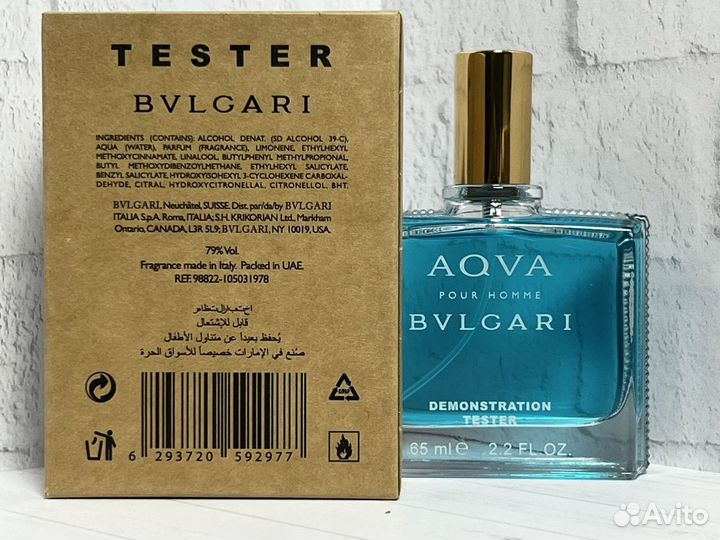 TESTER
BVLGARI
INGREDIENTS (CONTAINS): ALCOHOL DENAT. (SD ALCOHOL 39-C),
AQUA (WATER), PARFUM (FRAGRANCE), LIMONENE, ETHYLHEXYL
METHOXYCINNAMATE, LINALOOL, BUTYLPHENYL METHYLPROPIONAL,
BUTYL METHOXYDIBENZOYLMETHANE, ETHYLHEXYL SALICYLATE,
BENZYL SALICYLATE, HYDROXYISOHEXYL 3-CYCLOHEXENE CARBOXAL-
DEHYDE, CITRAL, HYDROXYCITRONELLAL, CITRONELLOL, BHT.
BVLGARI, Neuchâtel, SUISSE. Dist. par/da/by BVLGARI
ITALIA S.p.A. Roma, ITALIA; S.H. KRIKORIAN Ltd., Markham
Ontario, CANADA, L3R 5L9; BVLGARI, NY 10019, USA.
79% Vol.
Fragrance made in Italy. Packed in UAE.
REF. 98822-105031978
قابل للإشتعال
يُحفظ بعيداً عن متناول الأطفال
صُنع في الإمارات خصيصاً للأسواق الحرة
6 293720 592977
AQVA
POUR HOMME
BVLGARI
DEMONSTRATION
TESTER
65 ml e 2.2 FL.OZ.
Avito